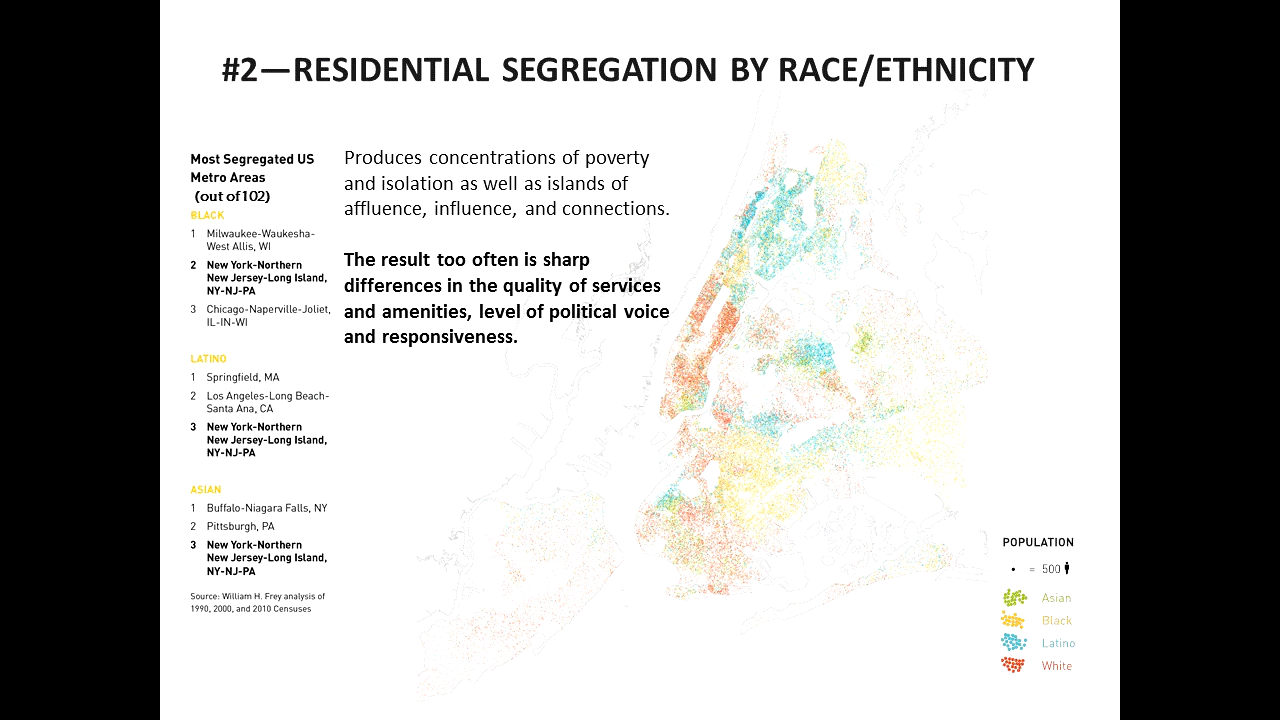 #2—RESIDENTIAL SEGREGATION BY RACE/ETHNICITY
Most Segregated US
Metro Areas
(out of 102)
BLACK
1 Milwaukee-Waukesha-
West Allis, WI
2 New York-Northern
New Jersey-Long Island,
NY-NJ-PA
3 Chicago-Naperville-Joliet,
IL-IN-WI
LATINO
1 Springfield, MA
2 Los Angeles-Long Beach-
Santa Ana, CA
3 New York-Northern
New Jersey-Long Island,
NY-NJ-PA
ASIAN
1 Buffalo-Niagara Falls, NY
2 Pittsburgh, PA
3 New York-Northern
New Jersey-Long Island,
NY-NJ-PA
Source: William H. Frey analysis of
1990, 2000, and 2010 Censuses
Produces concentrations of poverty
and isolation as well as islands of
affluence, influence, and connections.
The result too often is sharp
differences in the quality of services
and amenities, level of political voice
and responsiveness.
POPULATION
• = 500
Asian
Black
Latino
White